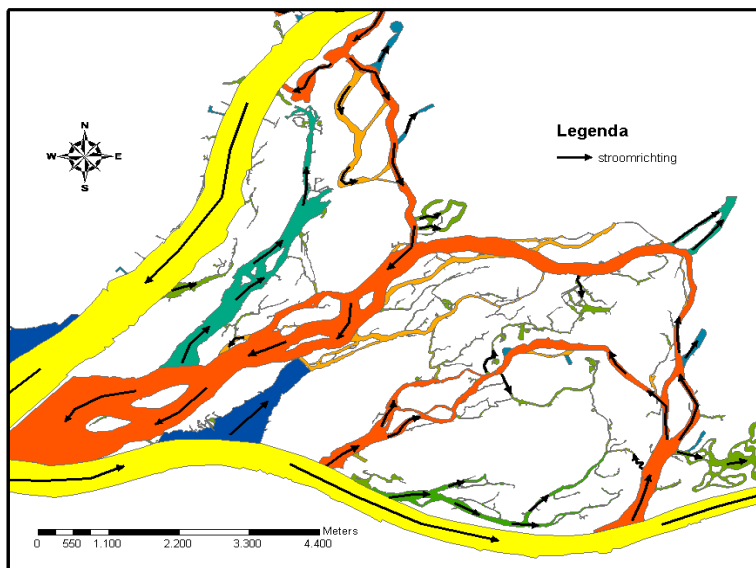 N
W E
S
Legenda
stroomrichting
Meters
0 550 1.100 2.200 3.300 4.400